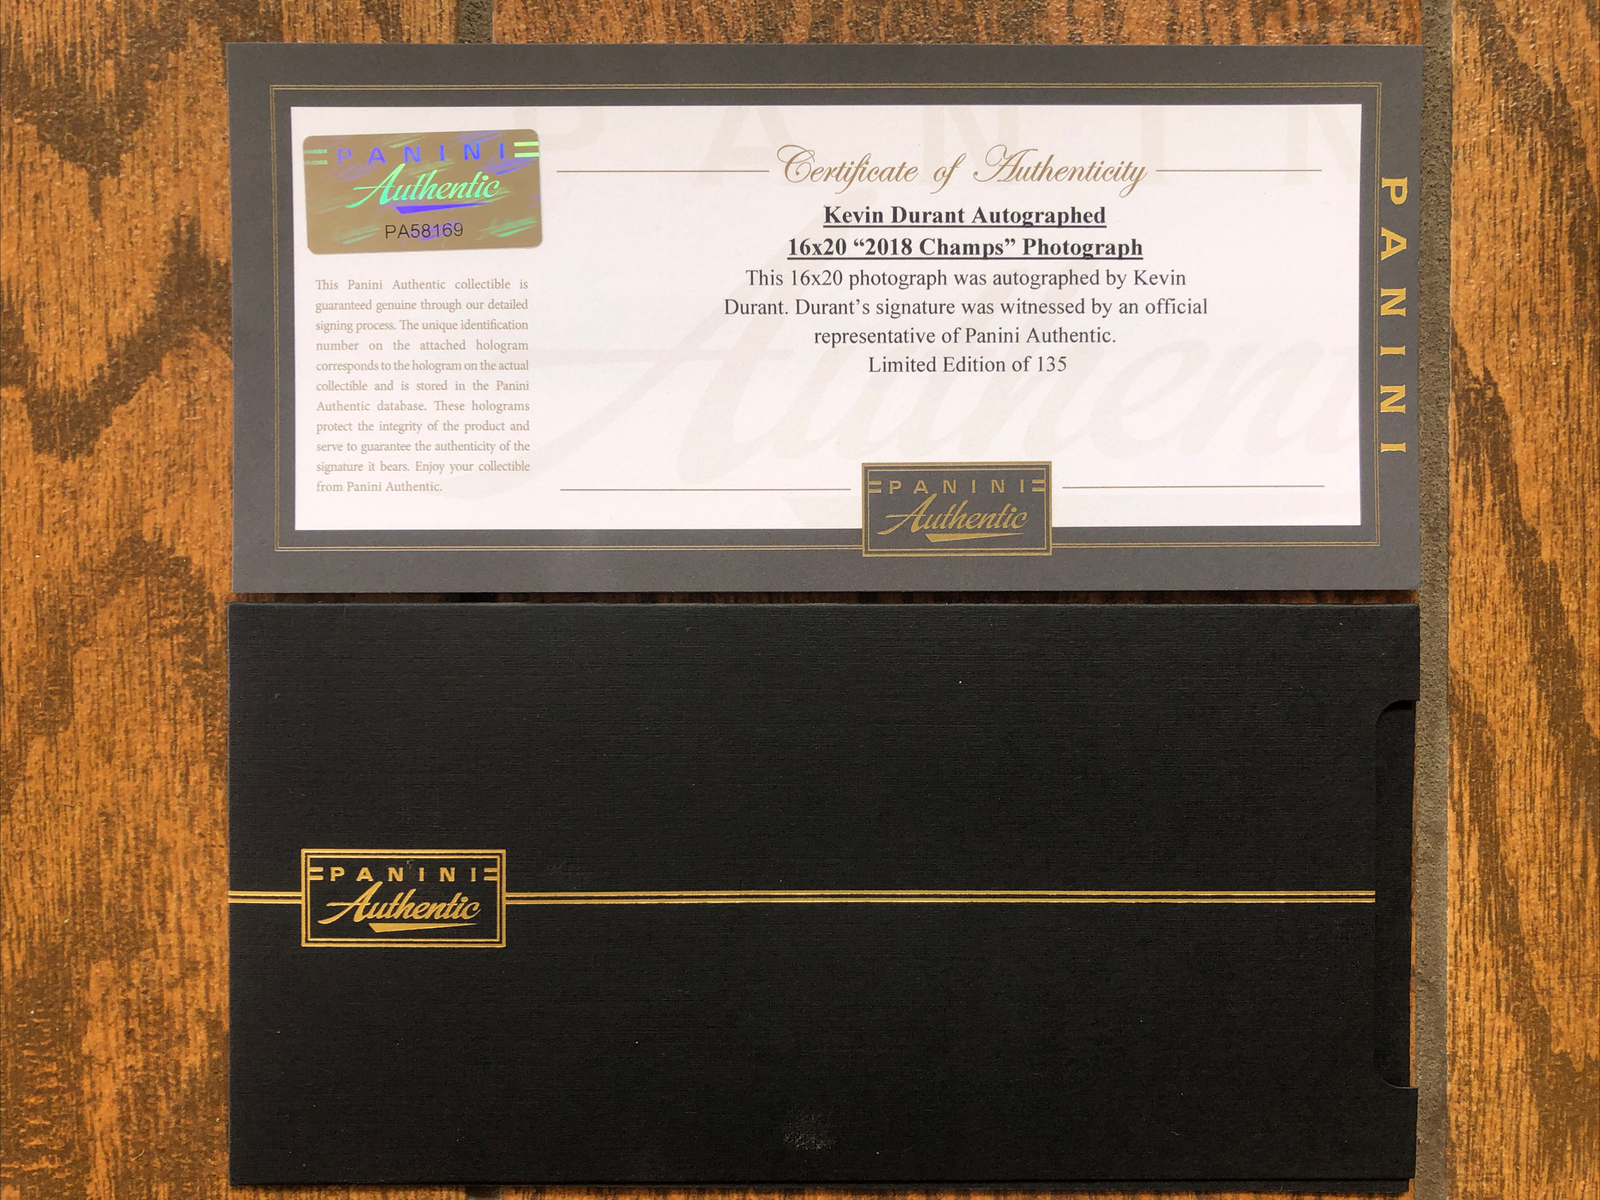 PANINI
Authentic
PA58169
This Panini Authentic collectible is
guaranteed genuine through our detailed
signing process. The unique identification
number on the attached hologram
corresponds to the hologram on the actual
collectible and is stored in the Panini
Authentic database. These holograms
protect the integrity of the product and
serve to guarantee the authenticity of the
signature it bears. Enjoy your collectible
from Panini Authentic.
Certificate of Authenticity
Kevin Durant Autographed
16x20 “2018 Champs” Photograph
This 16x20 photograph was autographed by Kevin
Durant. Durant’s signature was witnessed by an official
representative of Panini Authentic.
Limited Edition of 135
PANINI
Authentic
PANINI
PANIN
Authent
PANINI
Authentic